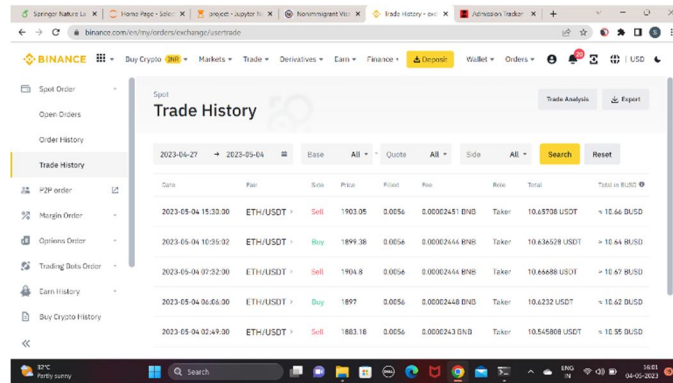 Springer Nature
Home Page - Selec
project - Jupyter N
Nonimmigrant Vis
Trade History - exc
Admission Tracker
binance.com/en/my/orders/exchange/usertrade
BINANCE
Buy Crypto INR
Markets
Trade
Derivatives
Earn
Finance
Deposit
Wallet
Orders
USD
Spot Order
Open Orders
Order History
Trade History
P2P order
Margin Order
Options Order
Trading Bots Order
Earn History
Buy Crypto History
Spot
Trade History
Trade Analysis
Export
2023-04-27 → 2023-05-04 Base All Quote All Side All Search Reset
Date Pair Side Price Filled Fee Role Total Total in BUSD
2023-05-04 15:30:00 ETH/USDT Sell 1903.05 0.0056 0.00002451 BNB Taker 10.65708 USDT ≈ 10.66 BUSD
2023-05-04 10:35:02 ETH/USDT Buy 1899.38 0.0056 0.00002444 BNB Taker 10.636528 USDT ≈ 10.64 BUSD
2023-05-04 07:32:00 ETH/USDT Sell 1904.8 0.0056 0.00002444 BNB Taker 10.66688 USDT ≈ 10.67 BUSD
2023-05-04 06:06:00 ETH/USDT Buy 1897 0.0056 0.00002448 BNB Taker 10.6232 USDT ≈ 10.62 BUSD
2023-05-04 02:49:00 ETH/USDT Sell 1883.18 0.0056 0.0000243 BNB Taker 10.545808 USDT ≈ 10.55 BUSD
32°C
Partly sunny
Search
ENG
IN
16:01
04-05-2023